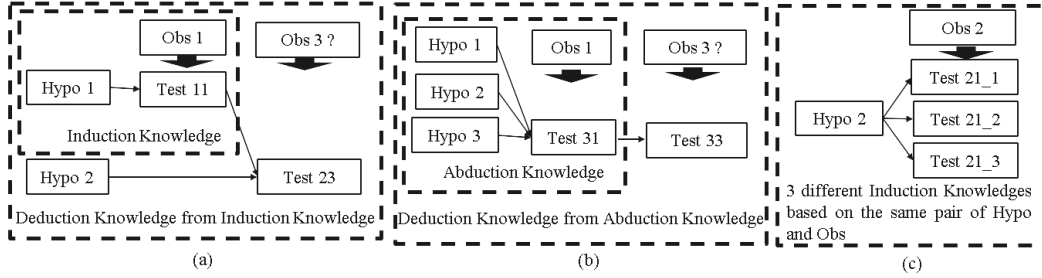 Obs 1
Obs 3 ?
Hypo 1
Test 11
Induction Knowledge
Hypo 2
Test 23
Deduction Knowledge from Induction Knowledge
(a)
Hypo 1
Obs 1
Obs 3 ?
Hypo 2
Hypo 3
Test 31
Test 33
Abduction Knowledge
Deduction Knowledge from Abduction Knowledge
(b)
Obs 2
Test 21_1
Hypo 2
Test 21_2
Test 21_3
3 different Induction Knowledges
based on the same pair of Hypo
and Obs
(c)